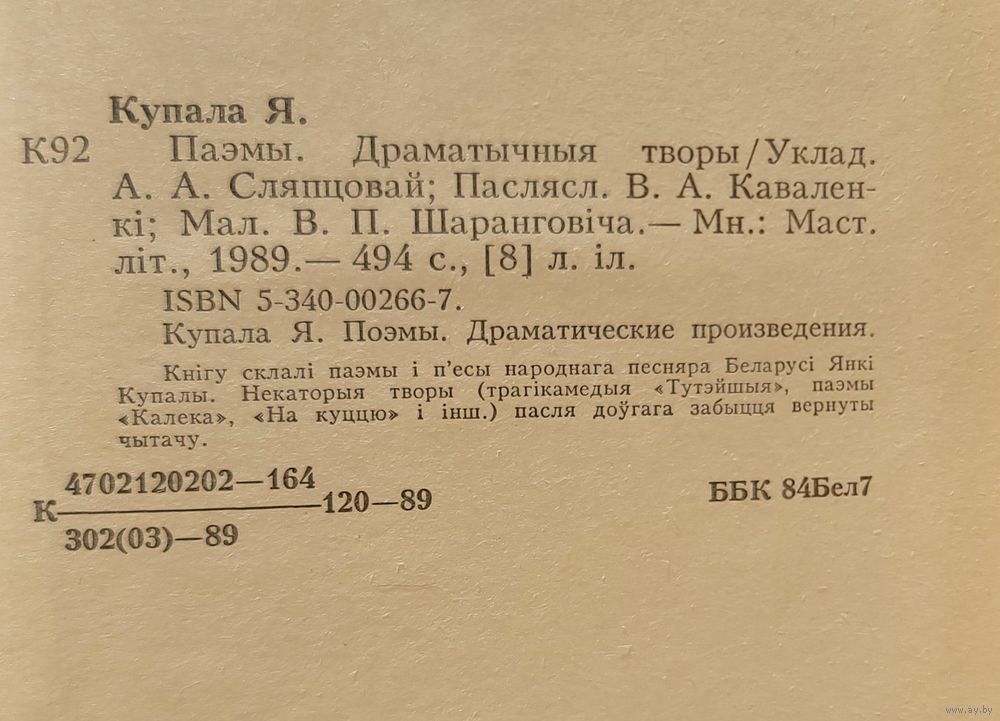 Купала Я.
К92 Паэмы. Драматычныя творы/Уклад.
А. А. Сляпцовай; Паслясл. В. А. Каваленкі-
кі; Мал. В. П. Шаранговіча.— Мн.: Маст.
літ., 1989.— 494 с., [8] л. іл.
ISBN 5-340-00266-7.
Купала Я. Поэмы. Драматические произведения.
Кнігу склалі паэмы і п'есы народнага песняра Беларусі Янкі
Купалы. Некаторыя творы (трагікамедыя «Тутэйшыя», паэмы
«Калека», «На куццю» і інш.) пасля доўгага забыцця вернуты
чытачу.
4702120202—164
К 120—89
302(03)—89
ББК 84Бел7
www.ay.by